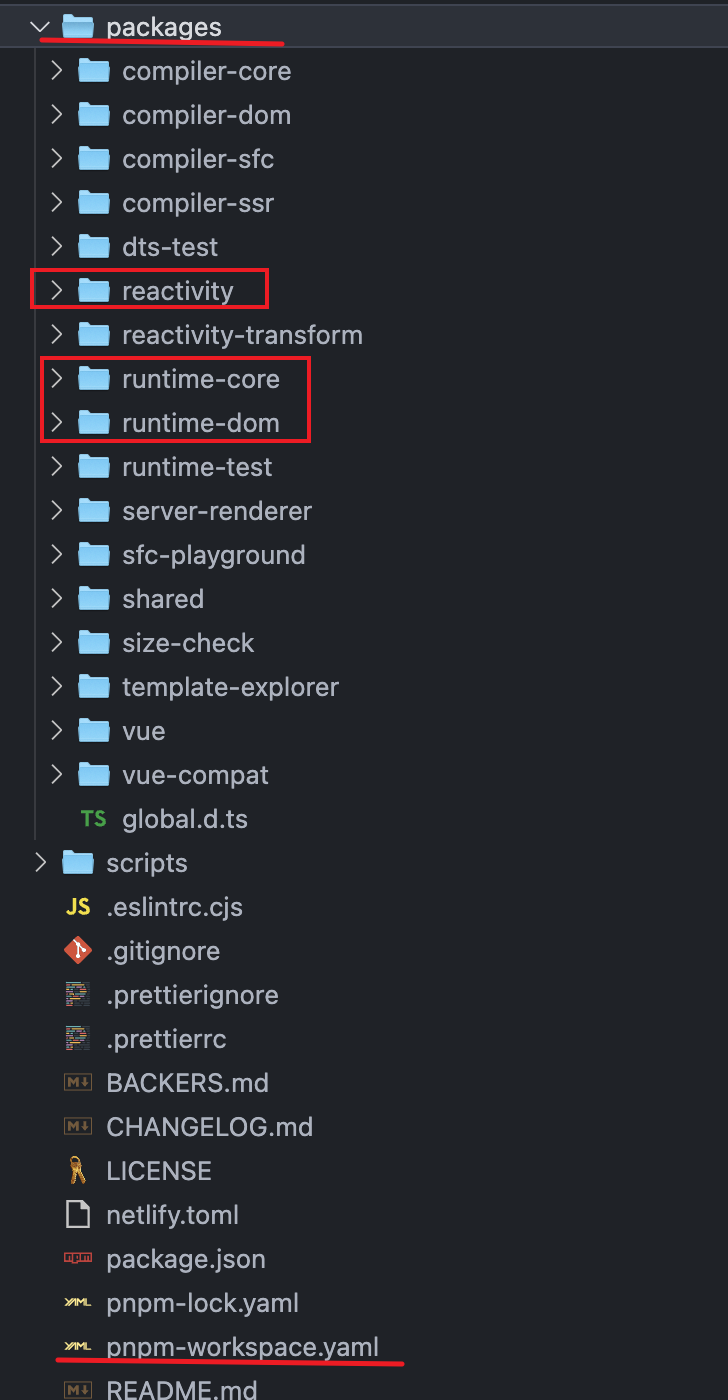 packages
compiler-core
compiler-dom
compiler-sfc
compiler-ssr
dts-test
reactivity
reactivity-transform
runtime-core
runtime-dom
runtime-test
server-renderer
sfc-playground
shared
size-check
template-explorer
vue
vue-compat
TS global.d.ts
scripts
JS .eslintrc.cjs
.gitignore
.prettierignore
.prettierrc
M↓ BACKERS.md
M↓ CHANGELOG.md
LICENSE
netlify.toml
package.json
YAML pnpm-lock.yaml
YAML pnpm-workspace.yaml
M↓ README.md